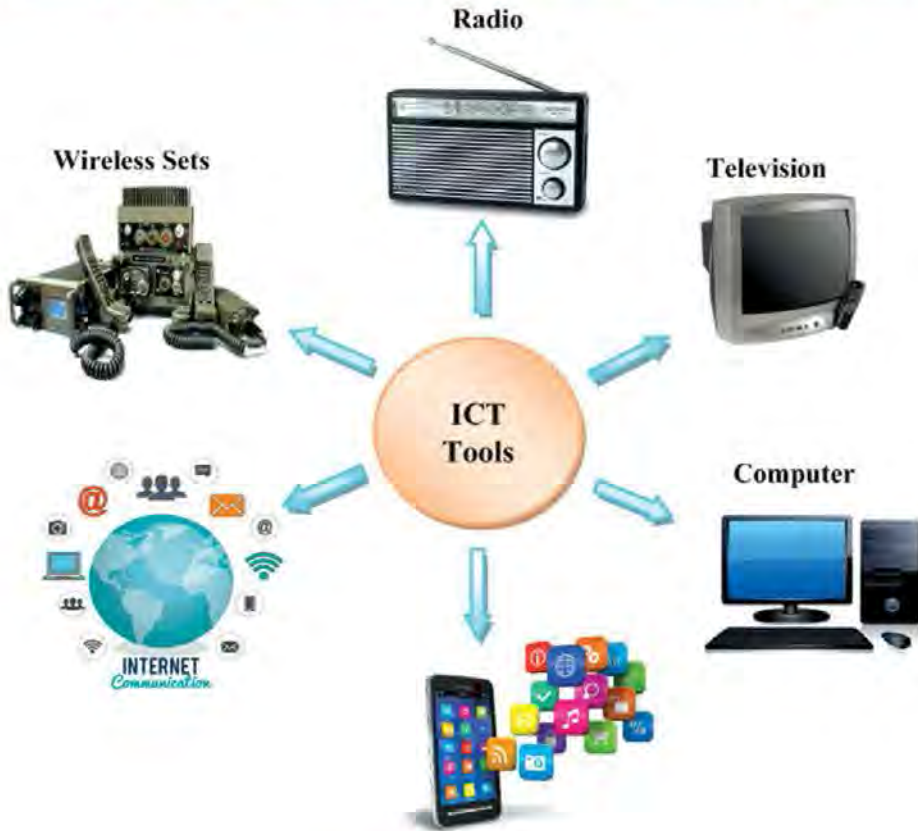 Radio
Wireless Sets
Television
ICT
Tools
Computer
INTERNET
Communication